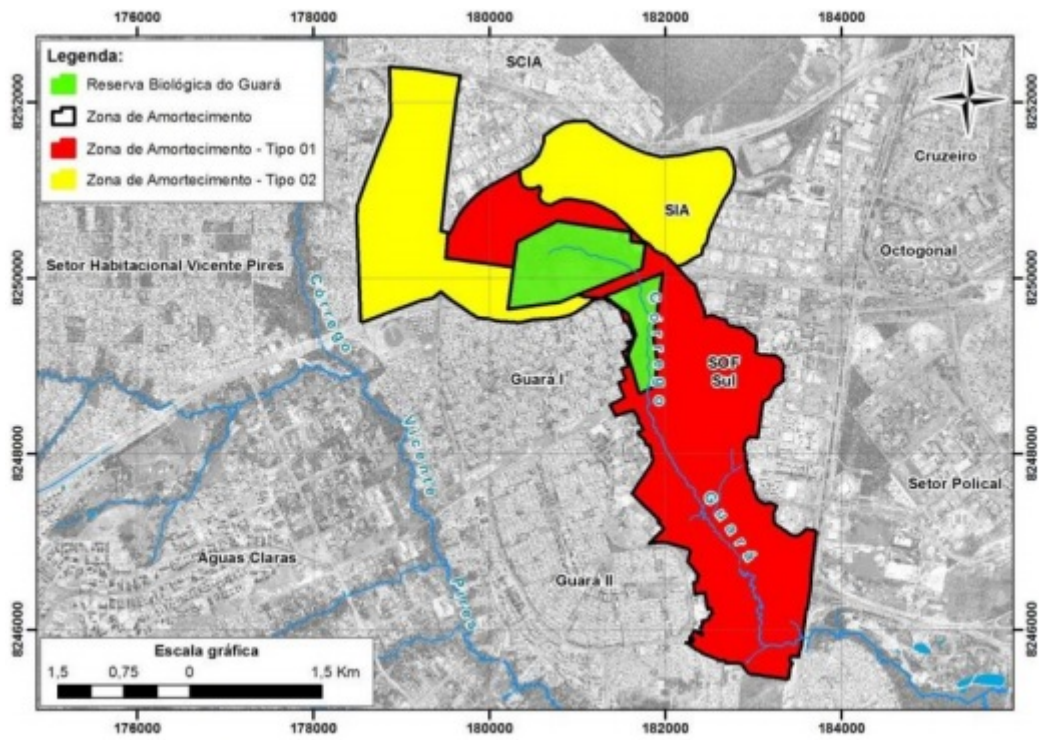 176000
178000
180000
182000
184000
Legenda:
Reserva Biológica do Guará
Zona de Amortecimento
Zona de Amortecimento - Tipo 01
Zona de Amortecimento - Tipo 02
SCIA
N
8252000
8252000
Cruzeiro
SIA
Octogonal
Setor Habitacional Vicente Pires
8250000
8250000
Córrego
Vicente
Pires
Córrego
Guará
SOF
Sul
Guará I
8248000
8248000
Setor Polical
Aguas Claras
Guará II
8246000
8246000
Escala gráfica
1,5 0,75 0 1,5 Km
176000
178000
180000
182000
184000